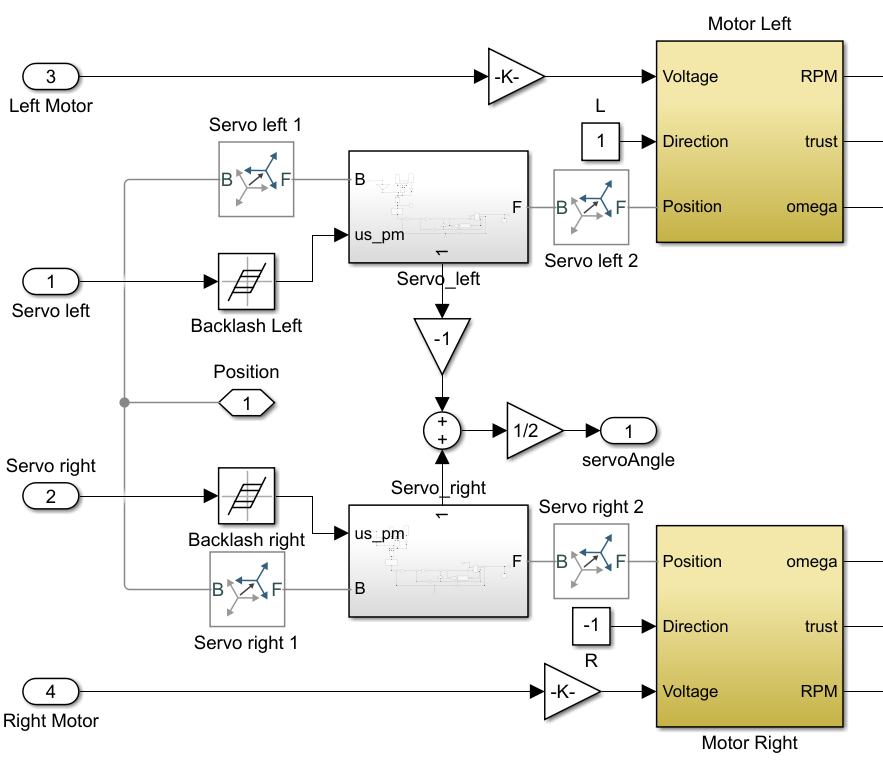 Motor Left
3
-K-
Voltage
RPM
Left Motor
L
Servo left 1
1
Direction
trust
B
F
B
us_pm
F
B
F
Position
omega
Servo left 2
1
Servo_left
1
Servo left
Backlash Left
-1
Position
1
+
+
1/2
1
servoAngle
Servo right
2
Servo_right
1
Backlash right
us_pm
F
B
Servo right 2
B
F
Position
omega
B
F
Servo right 1
-1
R
Direction
trust
4
-K-
Voltage
RPM
Right Motor
Motor Right